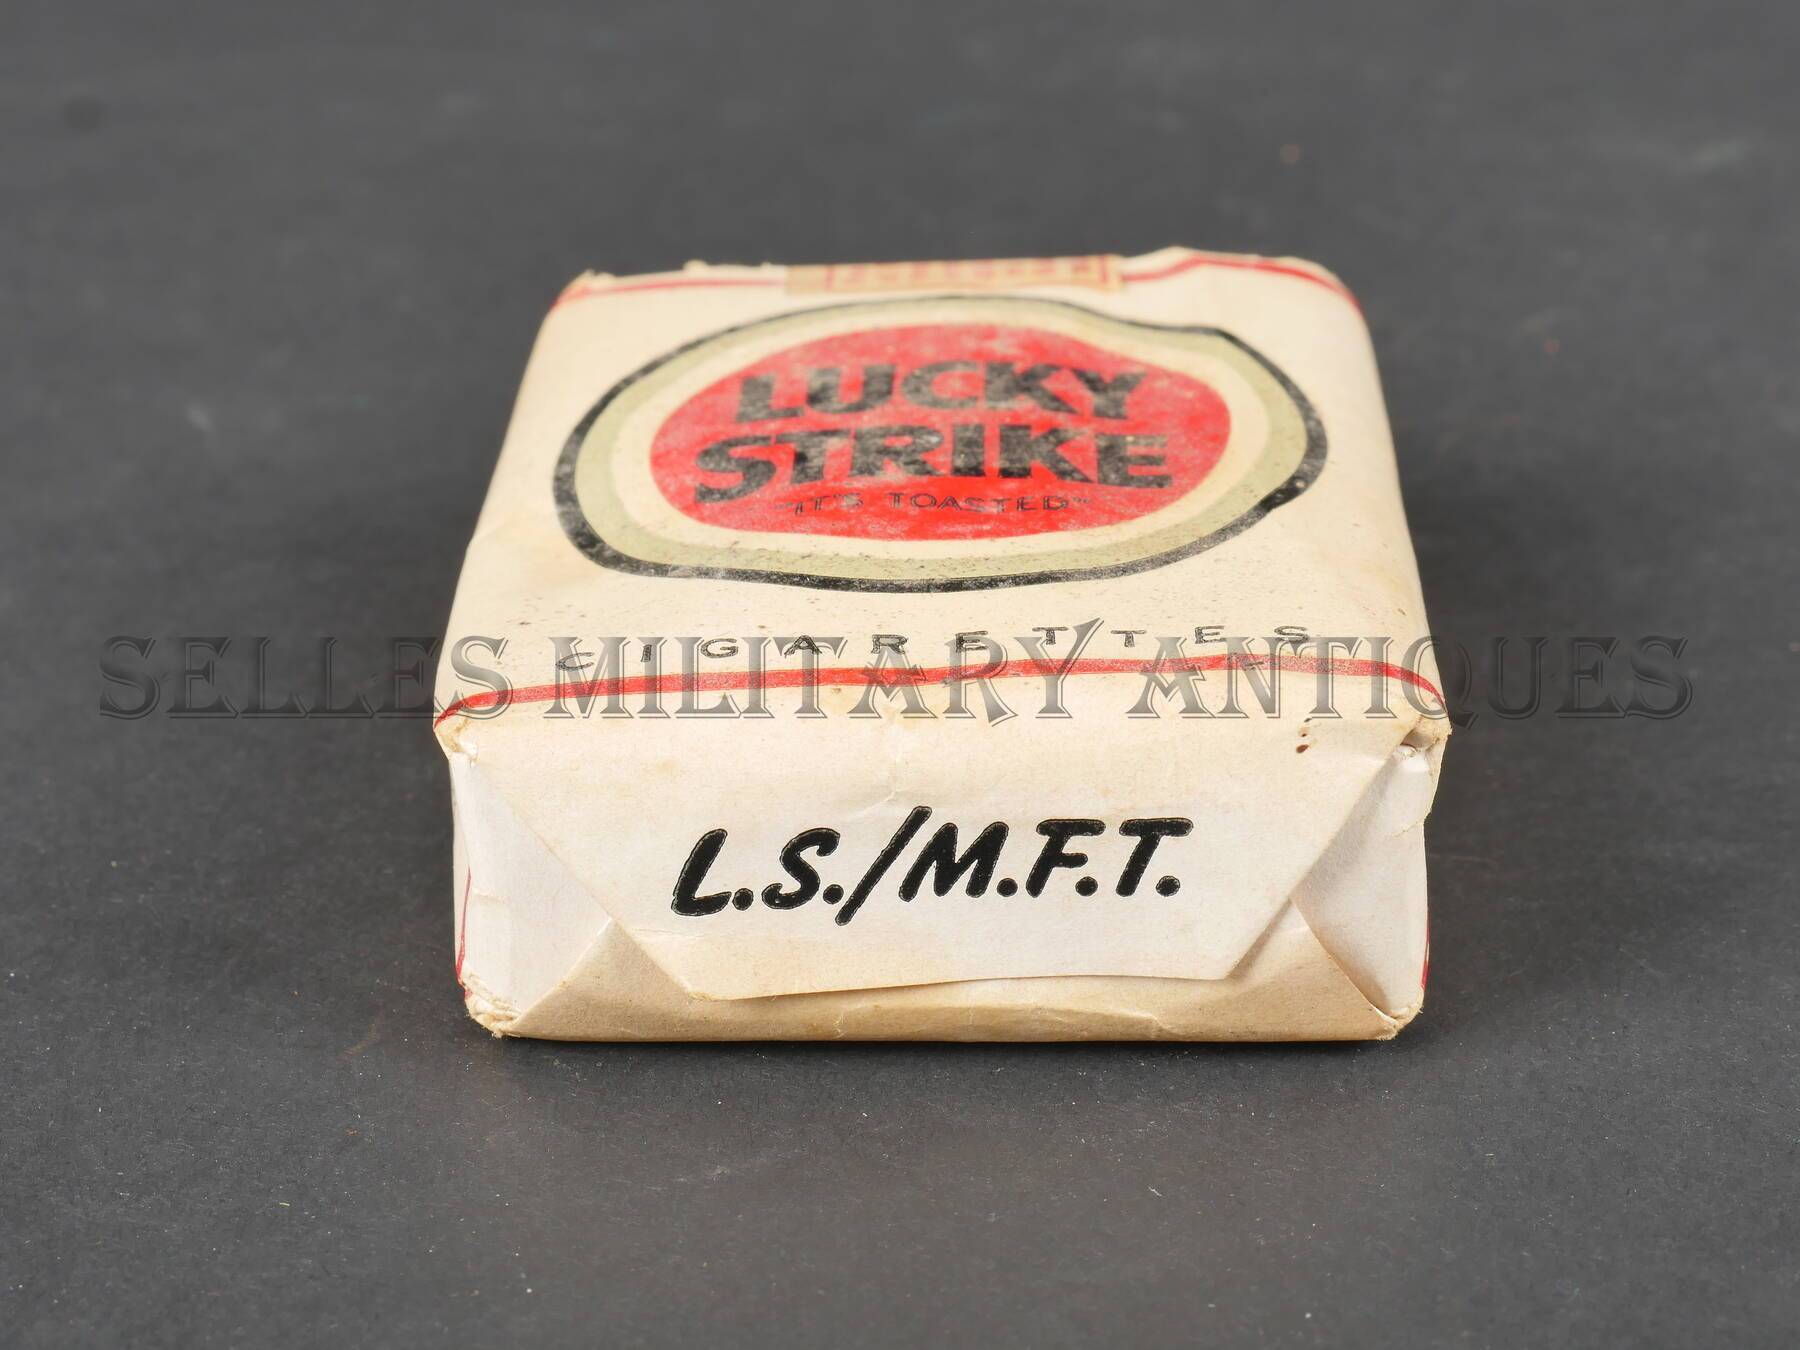 LUCKY
STRIKE
"IT'S TOASTED"
CIGARETTES
SELLES MILITARY ANTIQUES
L.S./M.F.T.